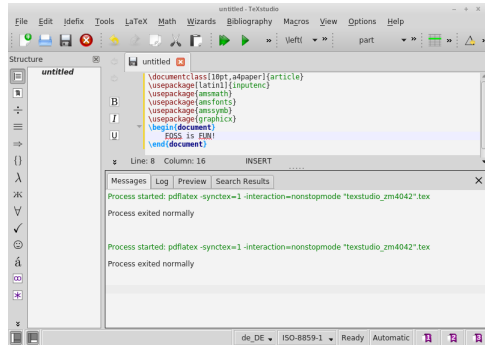 untitled - TeXstudio
File Edit Idefix Tools LaTeX Math Wizards Bibliography Macros View Options Help
\left( part
Structure
untitled
untitled
\documentclass[10pt,a4paper]{article}
\usepackage[latin1]{inputenc}
\usepackage{amsmath}
\usepackage{amsfonts}
\usepackage{amssymb}
\usepackage{graphicx}
\begin{document}
FOSS is FUN!
\end{document}
B
I
U
Line: 8 Column: 16 INSERT
Messages Log Preview Search Results
Process started: pdflatex -synctex=1 -interaction=nonstopmode "texstudio_zm4042".tex
Process exited normally
Process started: pdflatex -synctex=1 -interaction=nonstopmode "texstudio_zm4042".tex
Process exited normally
de_DE ISO-8859-1 Ready Automatic 1 2 3